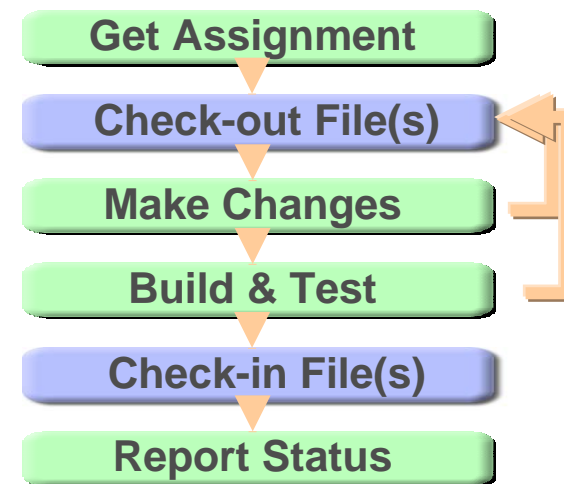 Get Assignment
Check-out File(s)
Make Changes
Build & Test
Check-in File(s)
Report Status